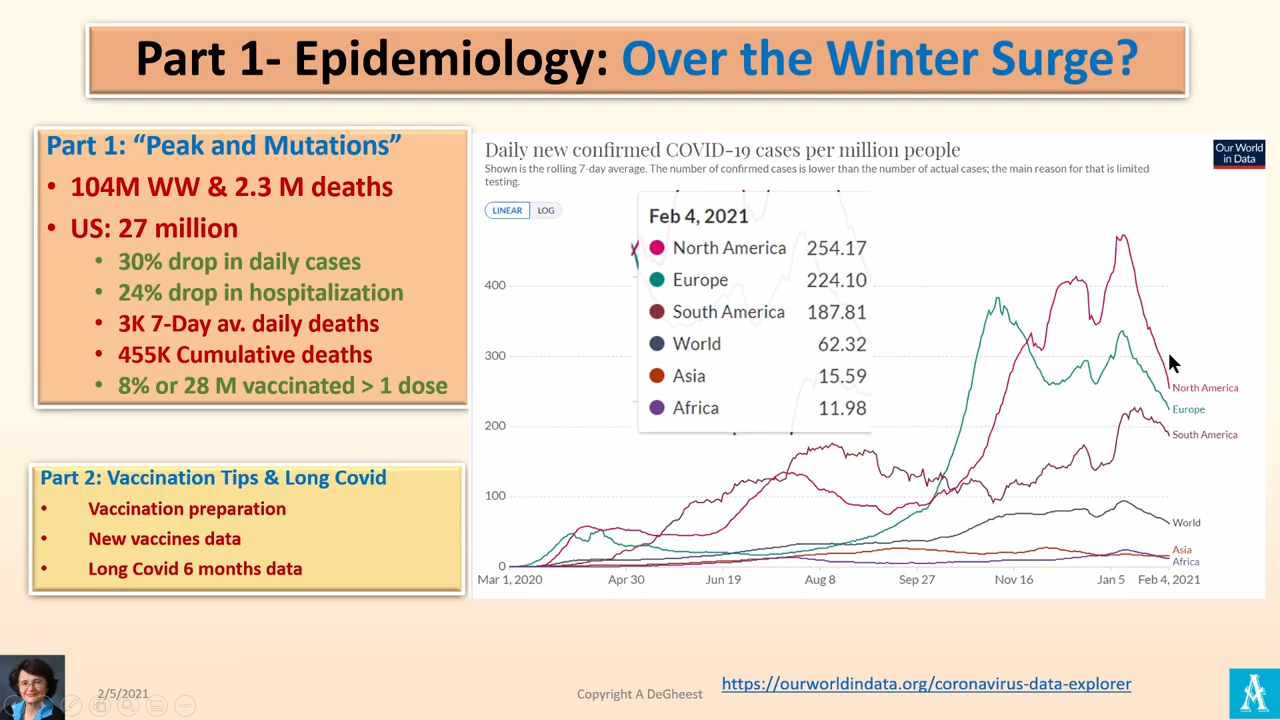 Part 1- Epidemiology: Over the Winter Surge?
Part 1: “Peak and Mutations”
• 104M WW & 2.3 M deaths
• US: 27 million
• 30% drop in daily cases
• 24% drop in hospitalization
• 3K 7-Day av. daily deaths
• 455K Cumulative deaths
• 8% or 28 M vaccinated > 1 dose
Part 2: Vaccination Tips & Long Covid
• Vaccination preparation
• New vaccines data
• Long Covid 6 months data
Daily new confirmed COVID-19 cases per million people
Shown is the rolling 7-day average. The number of confirmed cases is lower than the number of actual cases; the main reason for that is limited
testing.
Our World
in Data
LINEAR LOG
Feb 4, 2021
North America 254.17
Europe 224.10
South America 187.81
World 62.32
Asia 15.59
Africa 11.98
400
300
200
100
0
North America
Europe
South America
World
Asia
Africa
Mar 1, 2020 Apr 30 Jun 19 Aug 8 Sep 27 Nov 16 Jan 5 Feb 4, 2021
2/5/2021
Copyright A DeGheest
https://ourworldindata.org/coronavirus-data-explorer